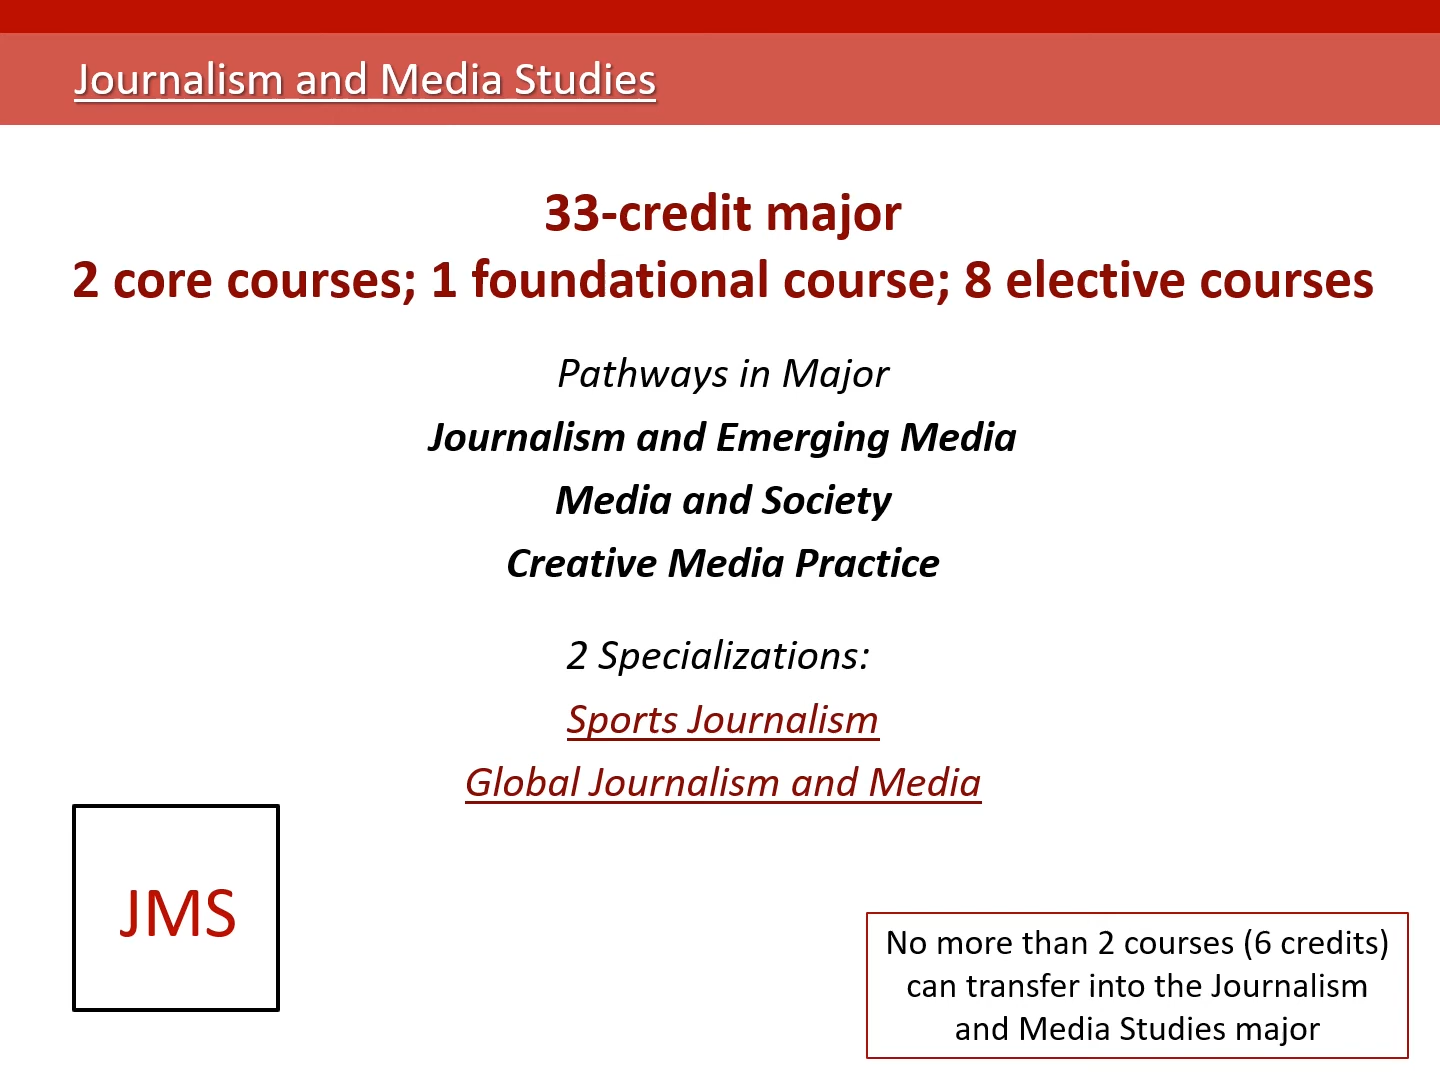 Journalism and Media Studies
33-credit major
2 core courses; 1 foundational course; 8 elective courses
Pathways in Major
Journalism and Emerging Media
Media and Society
Creative Media Practice
2 Specializations:
Sports Journalism
Global Journalism and Media
JMS
No more than 2 courses (6 credits)
can transfer into the Journalism
and Media Studies major